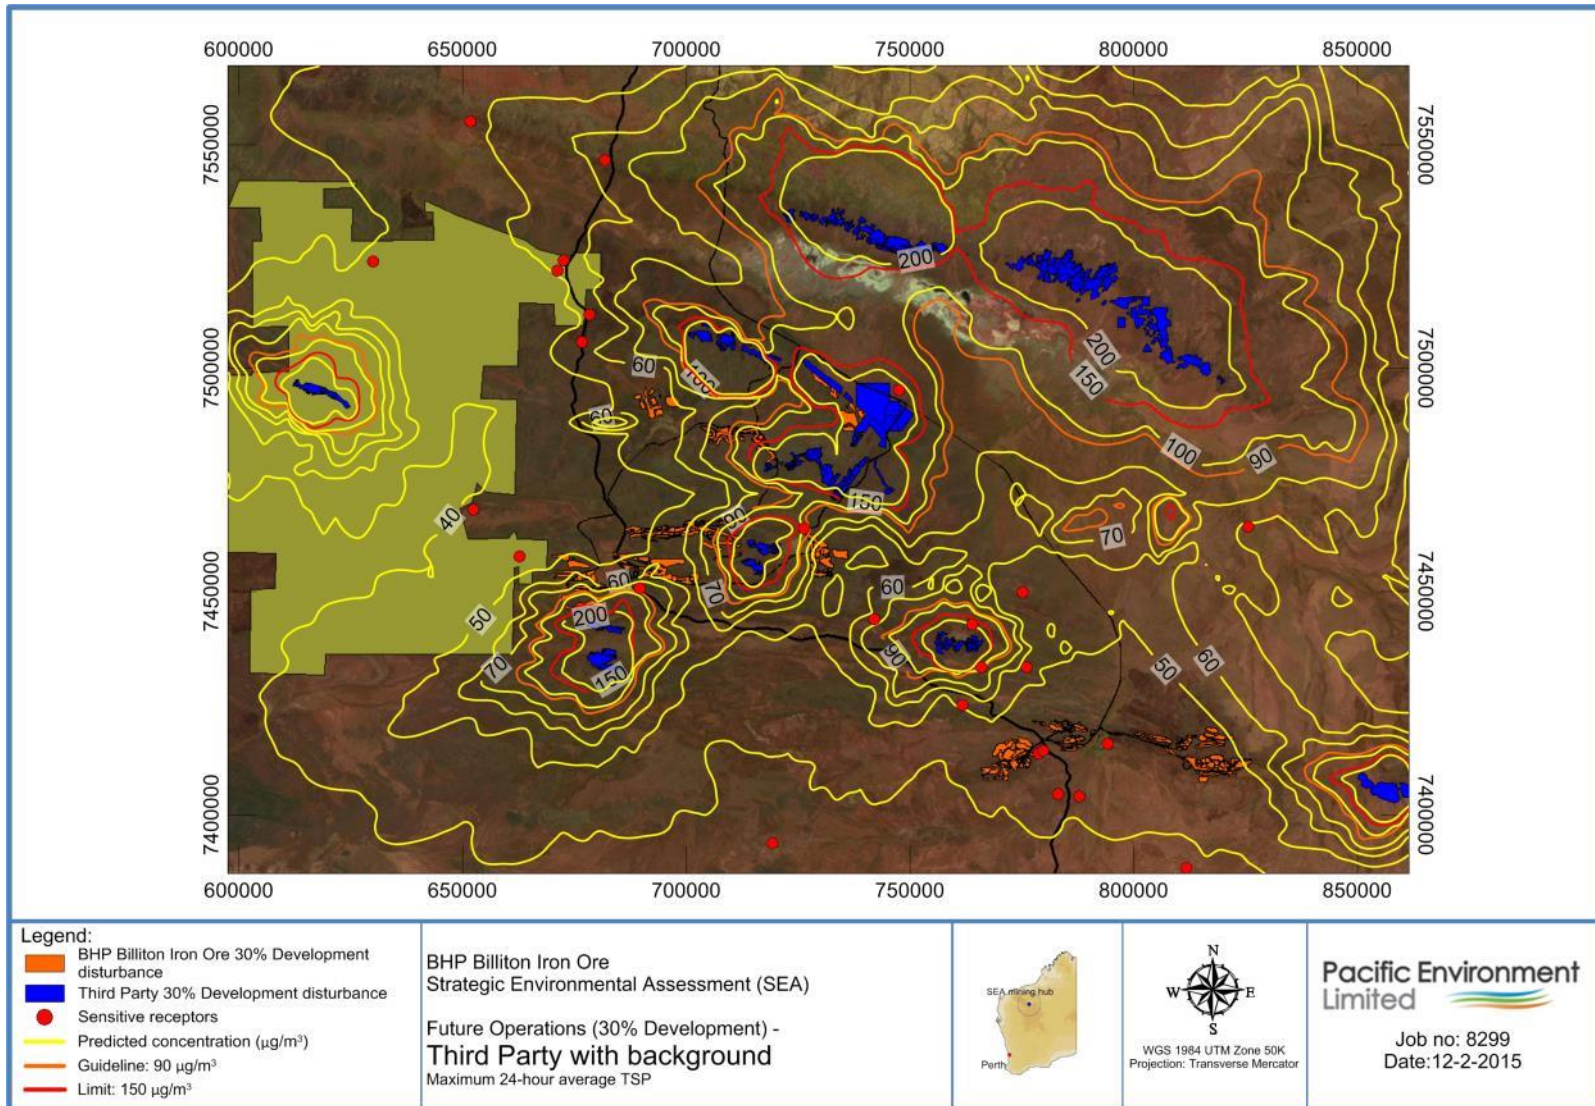 600000 650000 700000 750000 800000 850000
7550000
7500000
7450000
7400000
7550000
7500000
7450000
7400000
200
200
150
100
90
60
100
60
150
40
90
70
60
60
70
200
50
70
150
90
50
60
600000 650000 700000 750000 800000 850000
Legend:
BHP Billiton Iron Ore 30% Development
disturbance
Third Party 30% Development disturbance
Sensitive receptors
Predicted concentration (µg/m³)
Guideline: 90 µg/m³
Limit: 150 µg/m³
BHP Billiton Iron Ore
Strategic Environmental Assessment (SEA)
Future Operations (30% Development) -
Third Party with background
Maximum 24-hour average TSP
SEA mining hub
Perth
N
W E
S
WGS 1984 UTM Zone 50K
Projection: Transverse Mercator
Pacific Environment
Limited
Job no: 8299
Date:12-2-2015